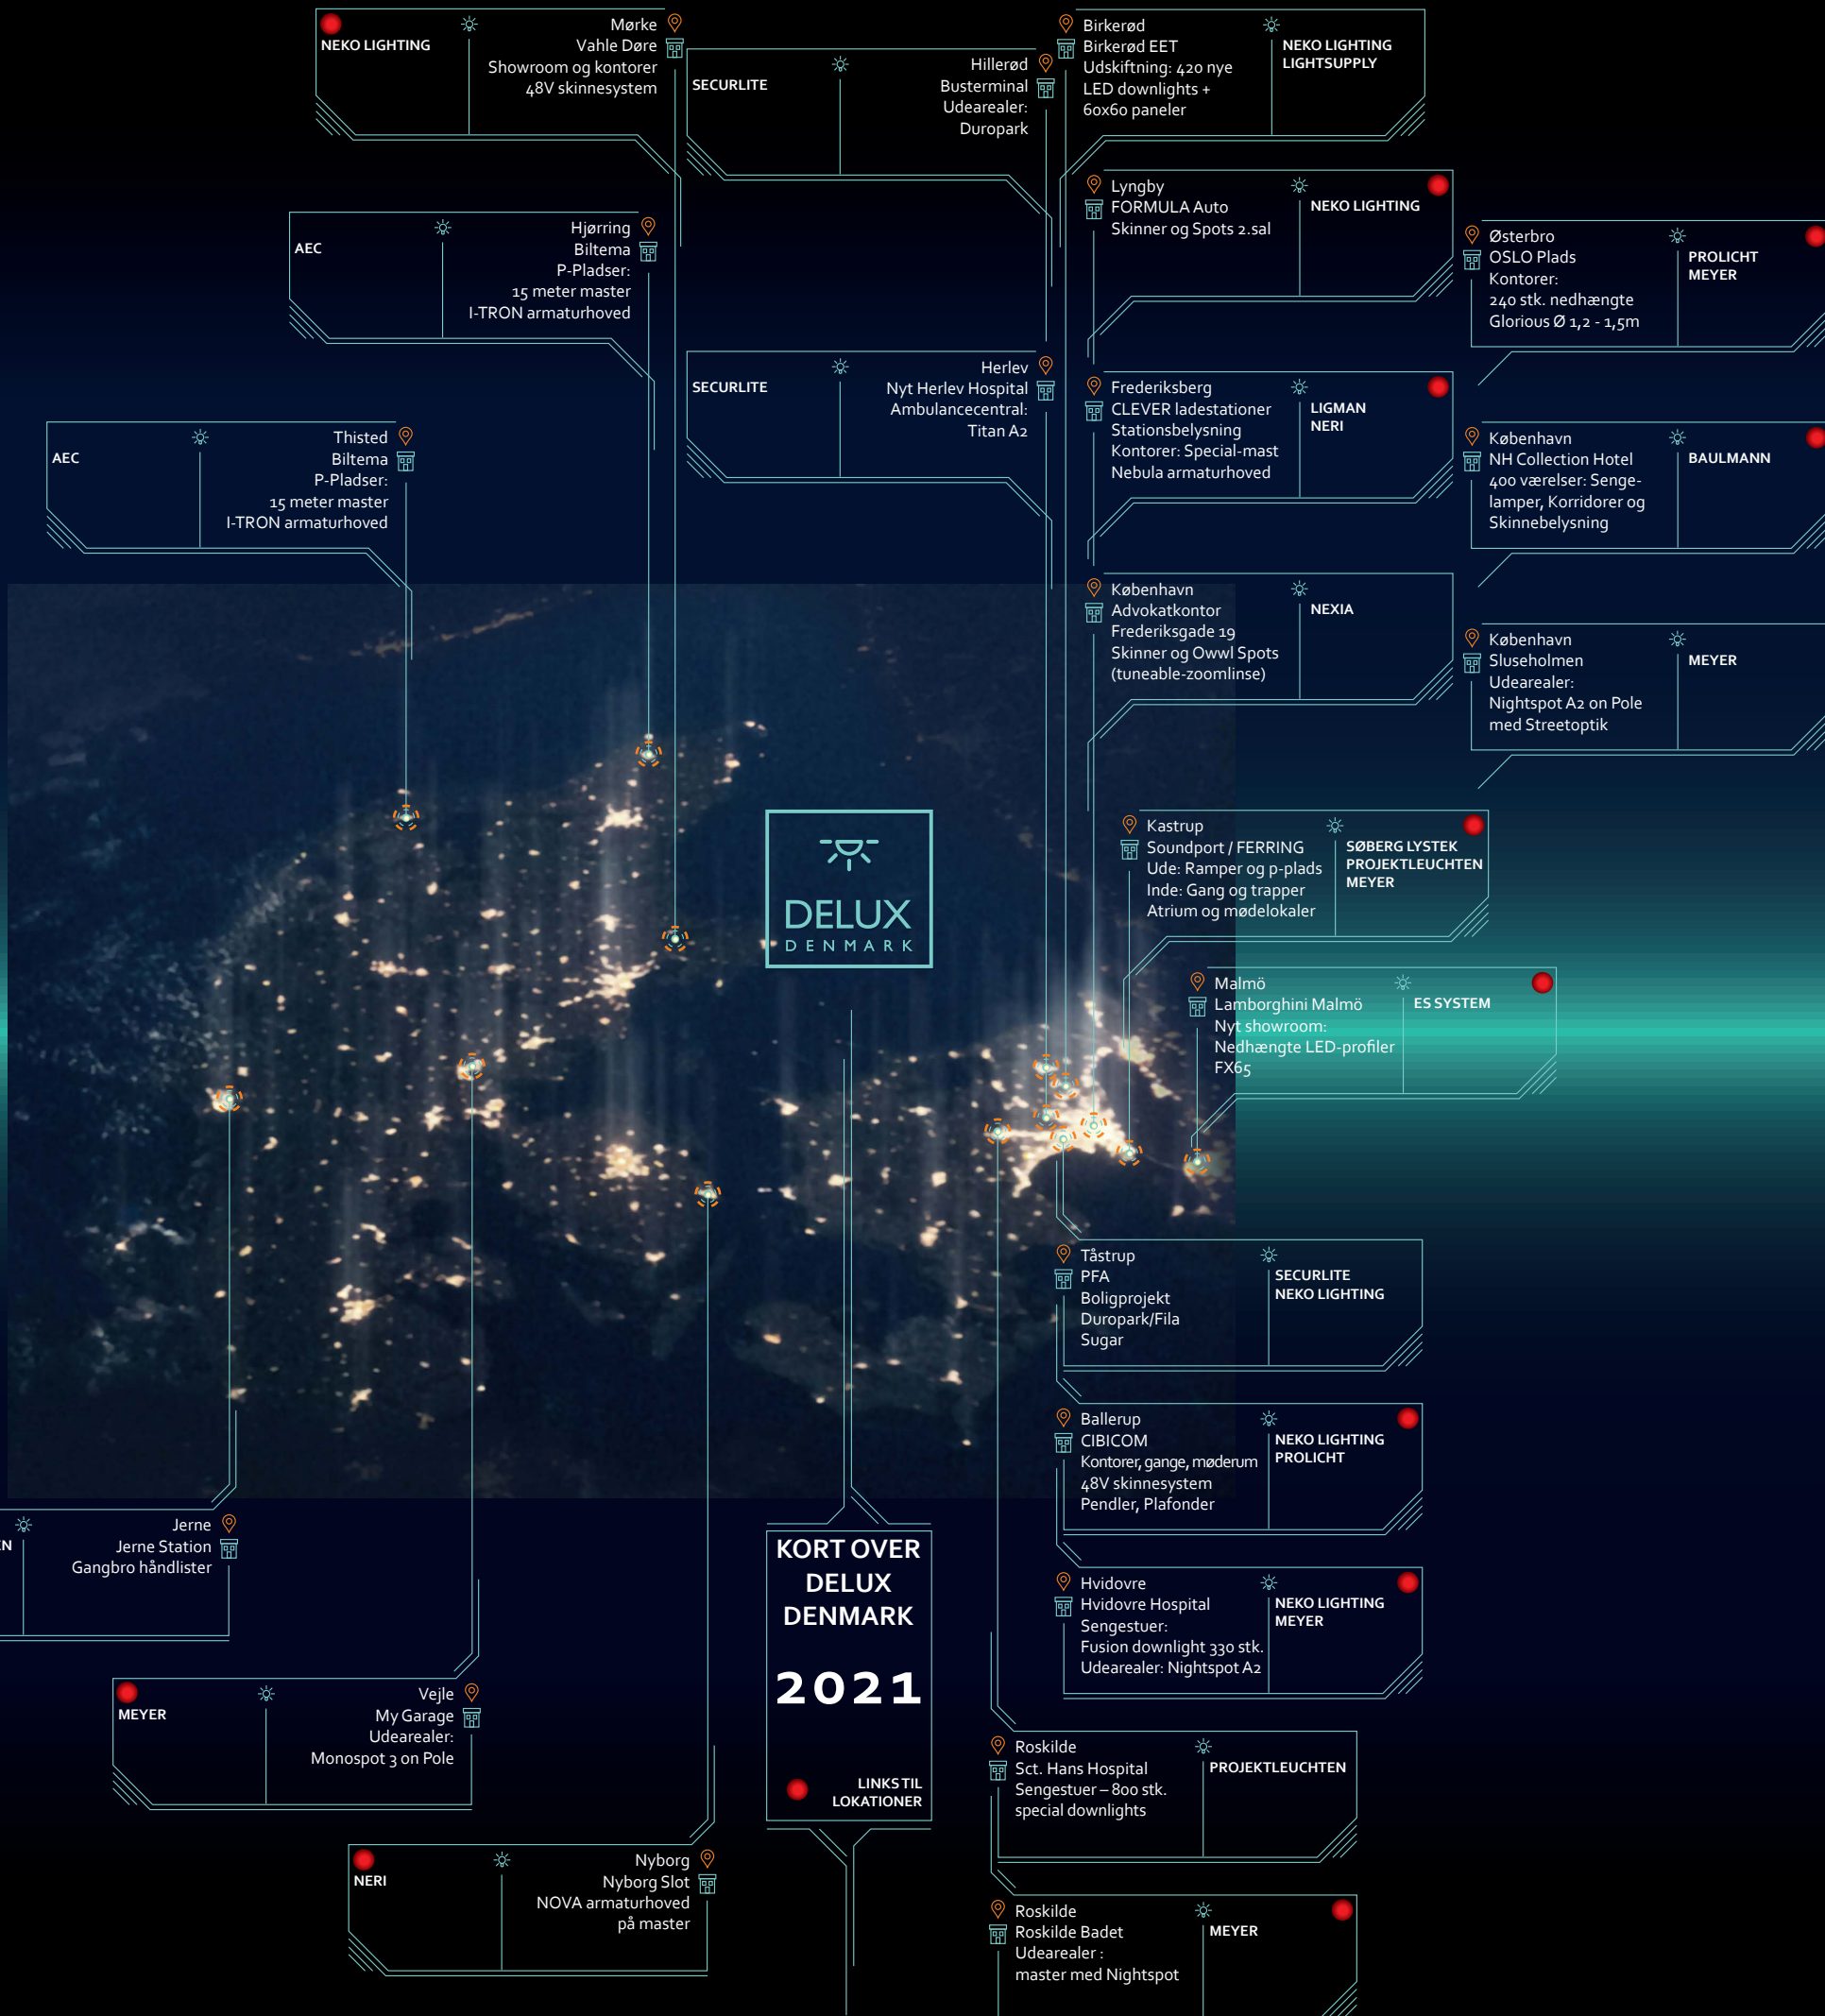 NEKO LIGHTING
Mørke
Vahle Døre
Showroom og kontorer
48V skinnesystem
SECURLITE
Hillerød
Busterminal
Udearealer:
Duropark
Birkerød
Birkerød EET
Udskiftning: 420 nye
LED downlights +
60x60 paneler
NEKO LIGHTING
LIGHTSUPPLY
AEC
Hjørring
Biltema
P-Pladser:
15 meter master
I-TRON armaturhoved
Lyngby
FORMULA Auto
Skinner og Spots 2.sal
NEKO LIGHTING
Østerbro
OSLO Plads
Kontorer:
240 stk. nedhængte
Glorious Ø 1,2 - 1,5m
PROLICHT
MEYER
SECURLITE
Herlev
Nyt Herlev Hospital
Ambulancecentral:
Titan A2
Frederiksberg
CLEVER ladestationer
Stationsbelysning
Kontorer: Special-mast
Nebula armaturhoved
LIGMAN
NERI
København
NH Collection Hotel
400 værelser: Senge-
lamper, Korridorer og
Skinnebelysning
BAULMANN
AEC
Thisted
Biltema
P-Pladser:
15 meter master
I-TRON armaturhoved
København
Advokatkontor
Frederiksgade 19
Skinner og Owwl Spots
(tuneable-zoomlinse)
NEXIA
København
Sluseholmen
Udearealer:
Nightspot A2 on Pole
med Streetoptik
MEYER
DELUX
DENMARK
Kastrup
Soundport / FERRING
Ude: Ramper og p-plads
Inde: Gang og trapper
Atrium og mødelokaler
SØBERG LYSTEK
PROJEKTLEUCHTEN
MEYER
Malmö
Lamborghini Malmö
Nyt showroom:
Nedhængte LED-profiler
FX65
ES SYSTEM
Tåstrup
PFA
Boligprojekt
Duropark/Fila
Sugar
SECURLITE
NEKO LIGHTING
Ballerup
CIBICOM
Kontorer, gange, møderum
48V skinnesystem
Pendler, Plafonder
NEKO LIGHTING
PROLICHT
N
Jerne
Jerne Station
Gangbro håndlister
KORT OVER
DELUX
DENMARK
2021
LINKS TIL
LOKATIONER
Hvidovre
Hvidovre Hospital
Sengestuer:
Fusion downlight 330 stk.
Udearealer: Nightspot A2
NEKO LIGHTING
MEYER
MEYER
Vejle
My Garage
Udearealer:
Monospot 3 on Pole
Roskilde
Sct. Hans Hospital
Sengestuer – 800 stk.
special downlights
PROJEKTLEUCHTEN
NERI
Nyborg
Nyborg Slot
NOVA armaturhoved
på master
Roskilde
Roskilde Badet
Udearealer :
master med Nightspot
MEYER